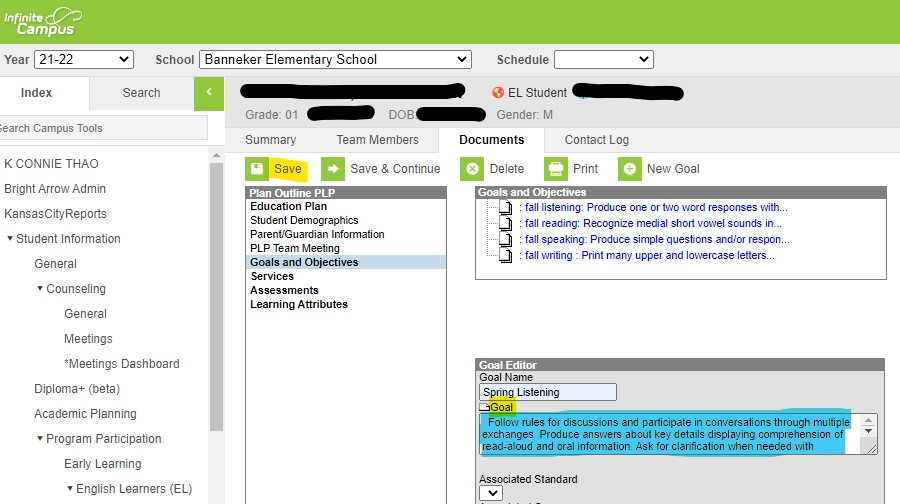 Infinite
Campus
Year 21-22 School Banneker Elementary School Schedule
Index Search
EL Student
Grade: 01 DOB Gender: M
Search Campus Tools
Summary Team Members Documents Contact Log
Save Save & Continue Delete Print New Goal
K CONNIE THAO
Bright Arrow Admin
KansasCityReports
Student Information
General
Counseling
General
Meetings
*Meetings Dashboard
Diploma+ (beta)
Academic Planning
Program Participation
Early Learning
English Learners (EL)
Plan Outline PLP
Education Plan
Student Demographics
Parent/Guardian Information
PLP Team Meeting
Goals and Objectives
Services
Assessments
Learning Attributes
Goals and Objectives
: fall listening: Produce one or two word responses with...
: fall reading: Recognize medial short vowel sounds in...
: fall speaking: Produce simple questions and/or respon...
: fall writing : Print many upper and lowercase letters...
Goal Editor
Goal Name
Spring Listening
Goal
Follow rules for discussions and participate in conversations through multiple
exchanges. Produce answers about key details displaying comprehension of
read-aloud and oral information. Ask for clarification when needed with
Associated Standard